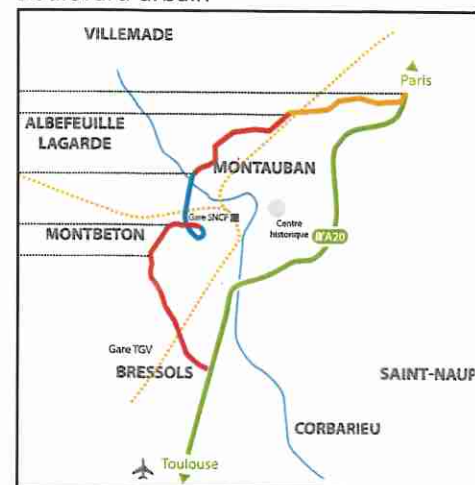 VILLEMADE
Paris
ALBEFEUILLE
LAGARDE
MONTAUBAN
Gare SNCF
Centre
historique
A20
MONTBETON
Gare TGV
BRESSOLS
SAINT-NAUP
CORBARIEU
Toulouse